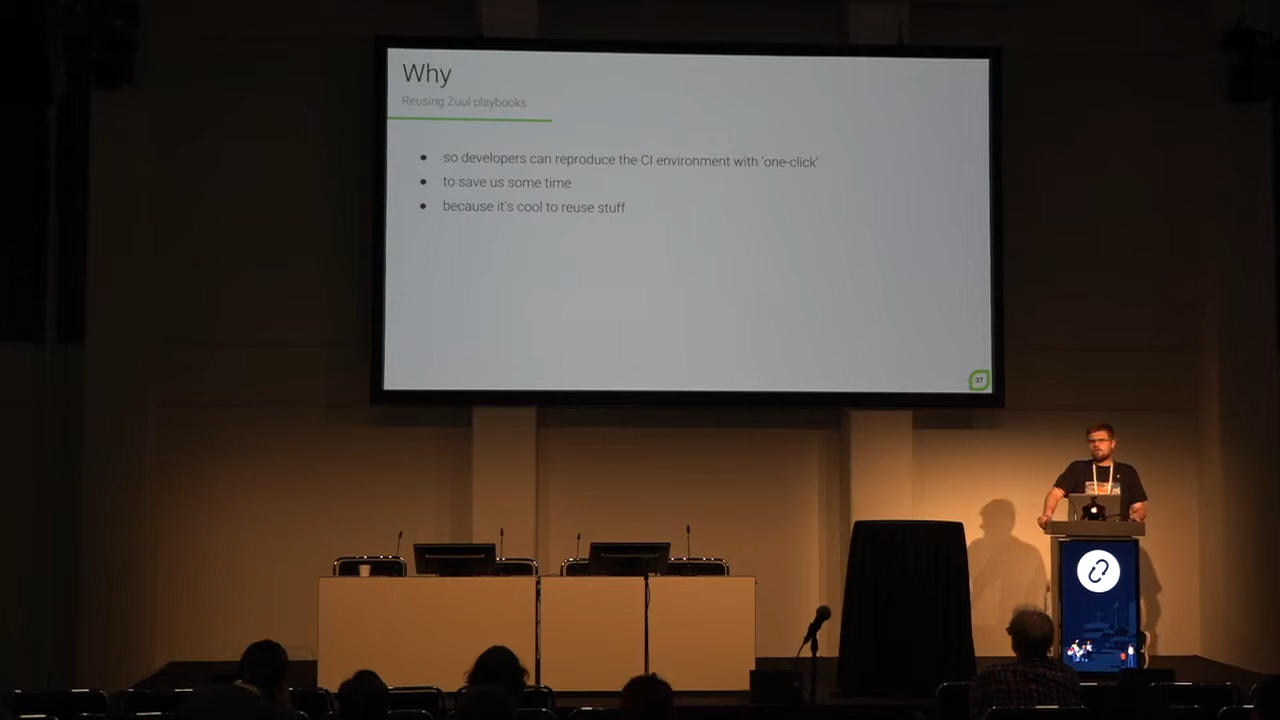 Why
Reusing Zuul playbooks
● so developers can reproduce the CI environment with ‘one-click’
● to save us some time
● because it's cool to reuse stuff
37